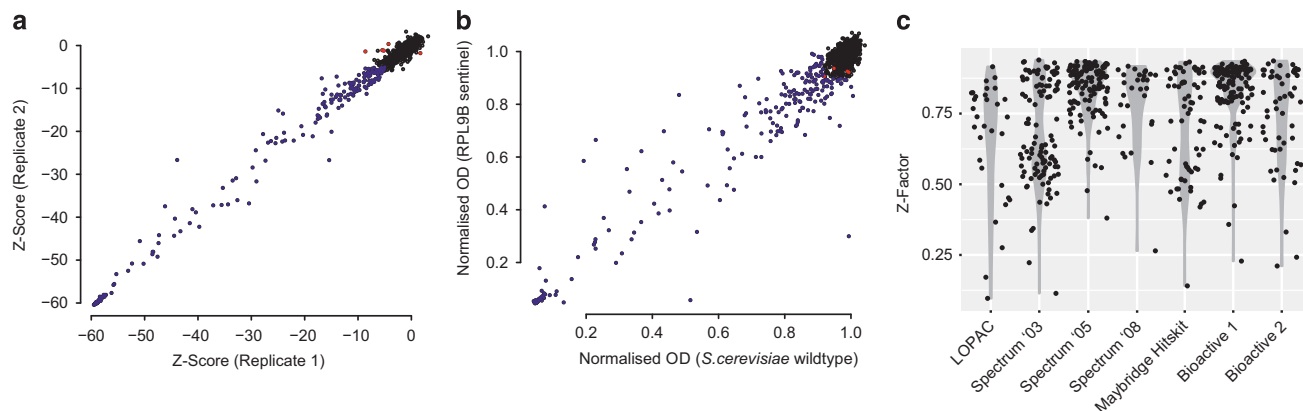 a
0
−10
−20
−30
−40
−50
−60
Z-Score (Replicate 2)
−60 −50 −40 −30 −20 −10 0
Z-Score (Replicate 1)
b
1.0
0.8
0.6
0.4
0.2
Normalised OD (RPL9B sentinel)
0.2 0.4 0.6 0.8 1.0
Normalised OD (S.cerevisiae wildtype)
c
0.75
0.50
0.25
Z-Factor
LOPAC
Spectrum '03
Spectrum '05
Spectrum '08
Maybridge Hitskit
Bioactive 1
Bioactive 2